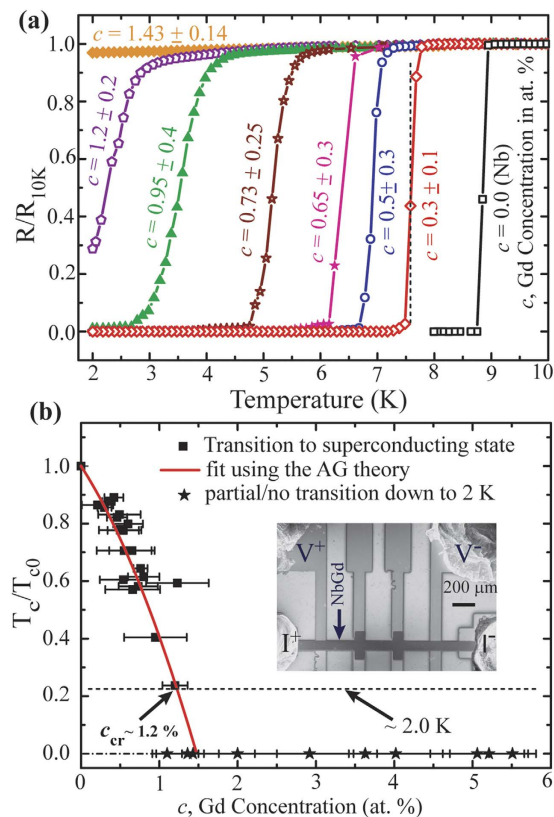 (a)
1.0
0.8
0.6
0.4
0.2
0.0
R/R10K
c = 1.43 ± 0.14
c = 1.2 ± 0.2
c = 0.95 ± 0.4
c = 0.73 ± 0.25
c = 0.65 ± 0.3
c = 0.5± 0.3
c = 0.3 ± 0.1
c = 0.0 (Nb)
c, Gd Concentration in at. %
2 3 4 5 6 7 8 9 10
Temperature (K)
(b)
Transition to superconducting state
fit using the AG theory
partial/no transition down to 2 K
1.0
0.8
0.6
0.4
0.2
0.0
Tc/Tc0
V+
V-
NbGd
200 µm
I+
I-
ccr~ 1.2 %
~ 2.0 K
0 1 2 3 4 5 6
c, Gd Concentration (at. %)